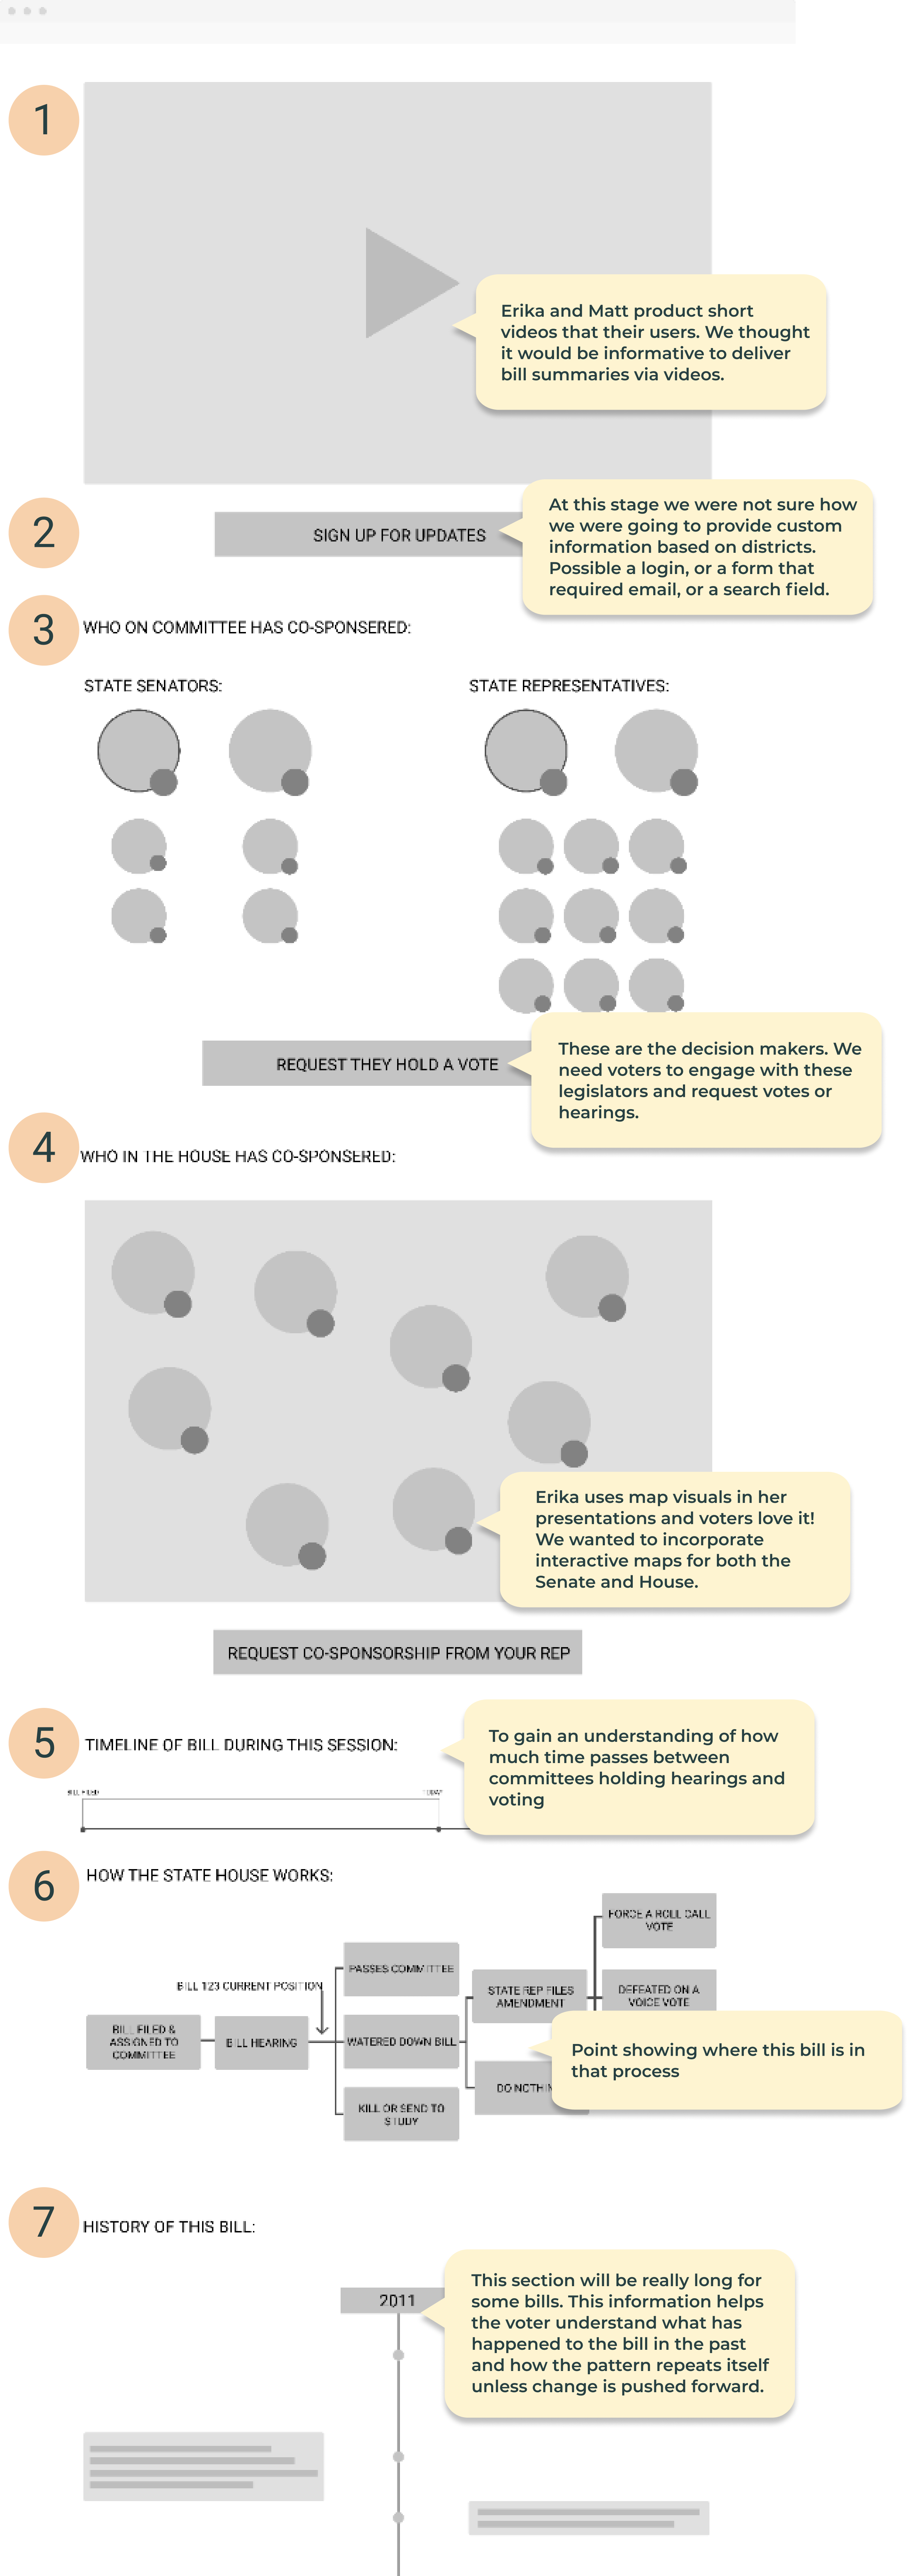 1
Erika and Matt product short
videos that their users. We thought
it would be informative to deliver
bill summaries via videos.
2
SIGN UP FOR UPDATES
At this stage we were not sure how
we were going to provide custom
information based on districts.
Possible a login, or a form that
required email, or a search field.
3
WHO ON COMMITTEE HAS CO-SPONSERED:
STATE SENATORS:
STATE REPRESENTATIVES:
REQUEST THEY HOLD A VOTE
These are the decision makers. We
need voters to engage with these
legislators and request votes or
hearings.
4
WHO IN THE HOUSE HAS CO-SPONSERED:
Erika uses map visuals in her
presentations and voters love it!
We wanted to incorporate
interactive maps for both the
Senate and House.
REQUEST CO-SPONSORSHIP FROM YOUR REP
5
TIMELINE OF BILL DURING THIS SESSION:
To gain an understanding of how
much time passes between
committees holding hearings and
voting
BILL FILED
TODAY
6
HOW THE STATE HOUSE WORKS:
FORCE A ROLL CALL
VOTE
PASSES COMMITTEE
BILL 123 CURRENT POSITION
STATE REP FILES
AMENDMENT
DEFEATED ON A
VOICE VOTE
BILL FILED &
ASSIGNED TO
COMMITTEE
BILL HEARING
WATERED DOWN BILL
Point showing where this bill is in
that process
DO NOTHIN
KILL OR SEND TO
STUDY
7
HISTORY OF THIS BILL:
2011
This section will be really long for
some bills. This information helps
the voter understand what has
happened to the bill in the past
and how the pattern repeats itself
unless change is pushed forward.